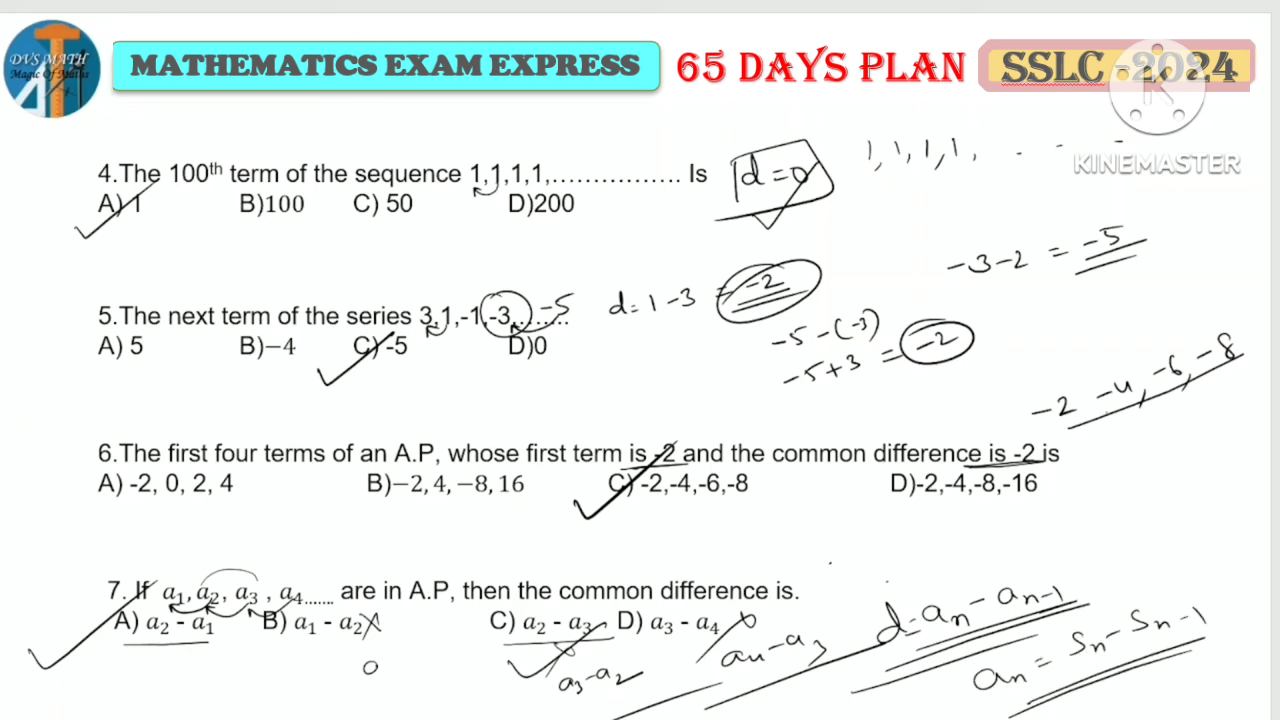 DVS MATH
Magic Of Maths
MATHEMATICS EXAM EXPRESS 65 DAYS PLAN SSLC -2024
KINEMASTER
4.The 100th term of the sequence 1,1,1,1,................ Is
d=0
1, 1, 1, 1, . . -
A) 1 B)100 C) 50 D)200
-3-2 = -5
5.The next term of the series 3,1,-1,-3,....... -5
d=1-3 = -2
A) 5 B)−4 C) -5 D)0
-5-(-3)
-5+3 = -2
-2 -4, -6, -8
6.The first four terms of an A.P, whose first term is -2 and the common difference is -2 is
A) -2, 0, 2, 4 B)−2, 4, −8, 16 C) -2,-4,-6,-8 D)-2,-4,-8,-16
7. If a₁, a₂, a₃ , a₄....... are in A.P, then the common difference is.
A) a₂ - a₁ B) a₁ - a₂ C) a₂ - a₃ D) a₃ - a₄
d=aₙ-aₙ₋₁
a₃-a₂
a₄-a₃
aₙ = Sₙ-Sₙ-1